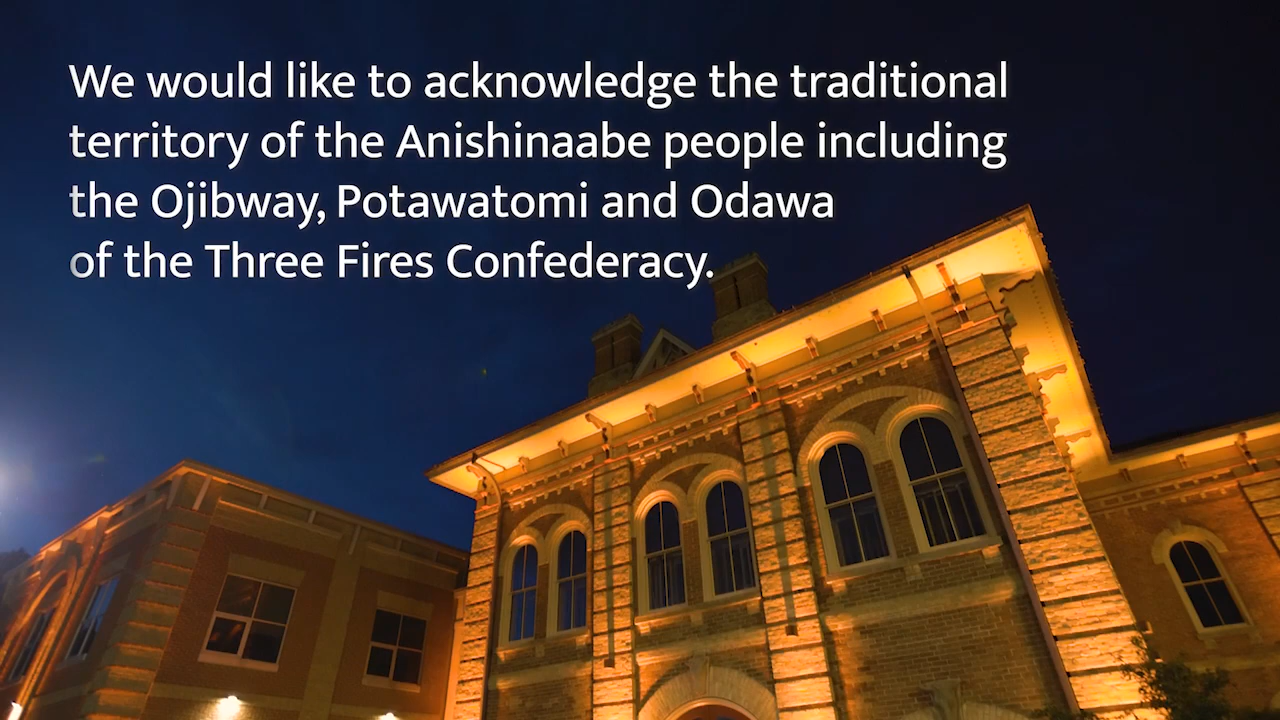 We would like to acknowledge the traditional
territory of the Anishinaabe people including
the Ojibway, Potawatomi and Odawa
of the Three Fires Confederacy.